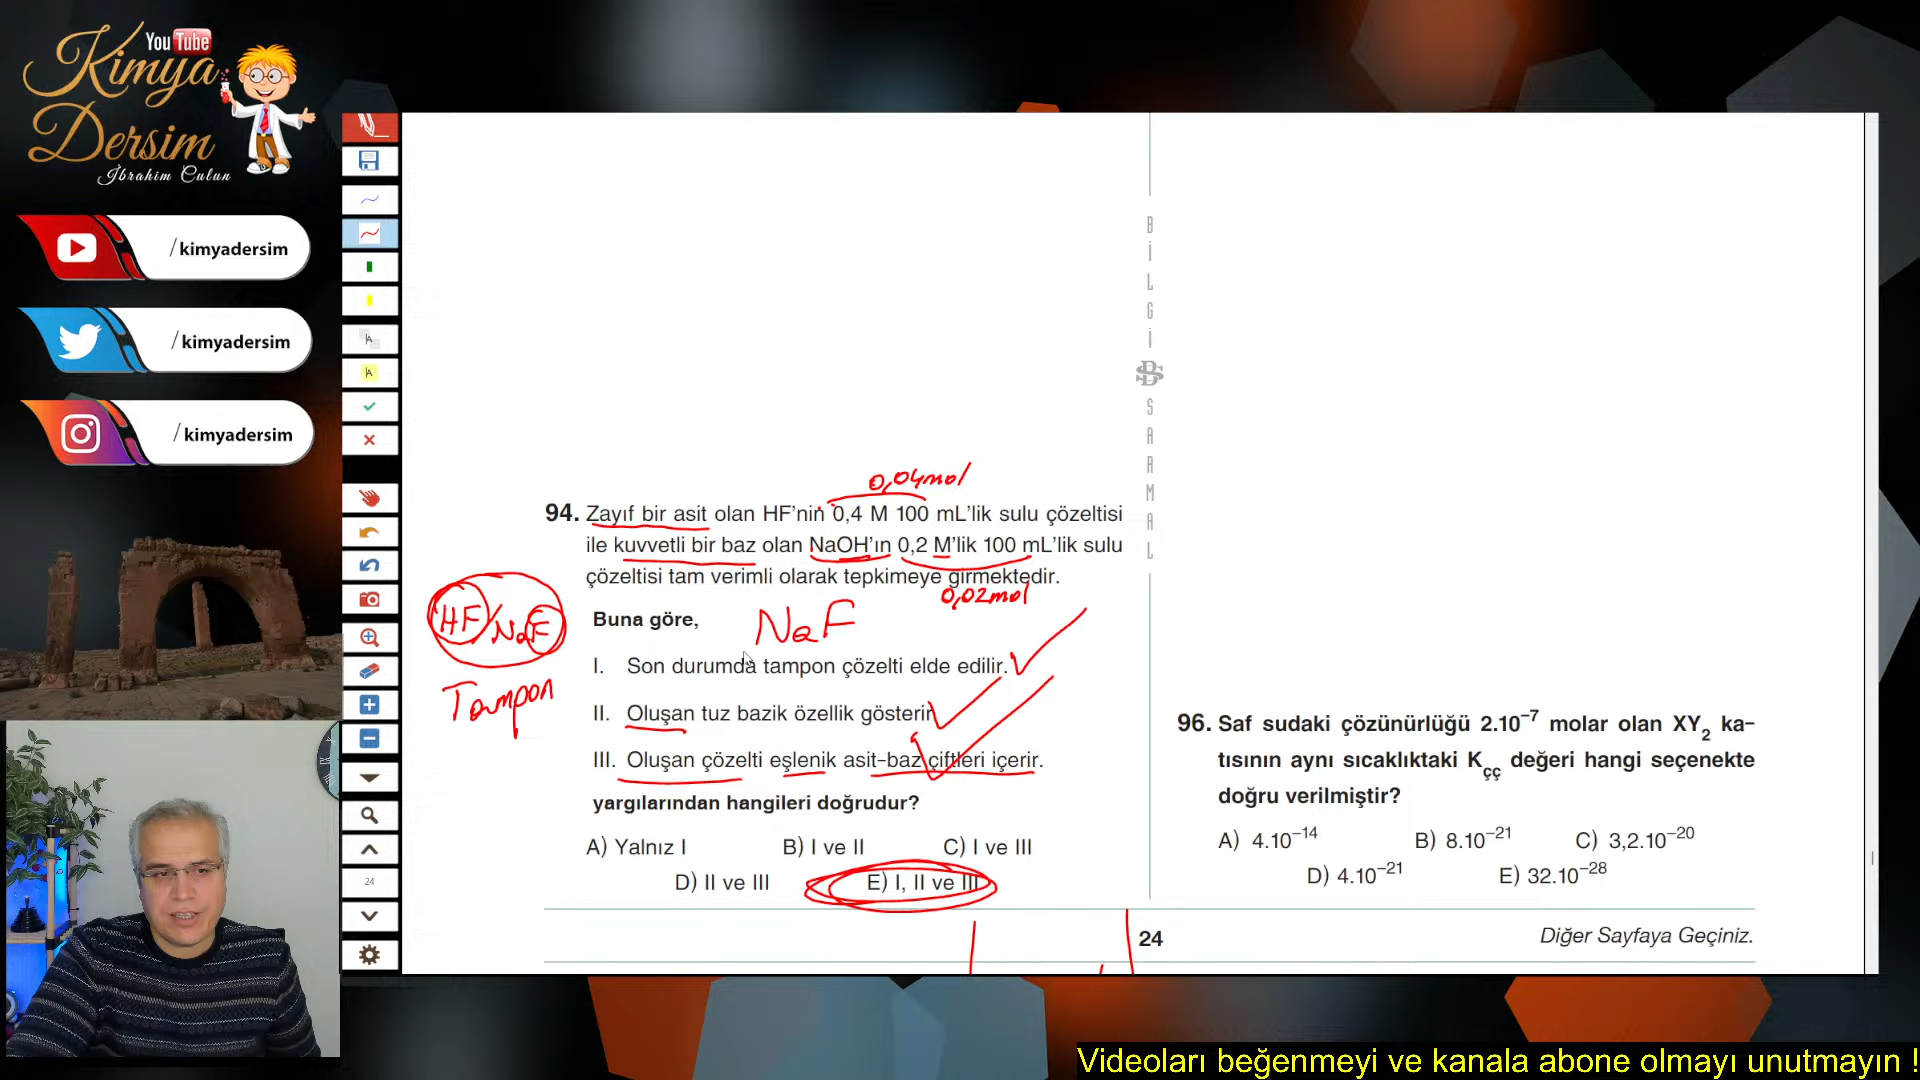 You Tube
Kimya
Dersim
İbrahim Culun
/kimyadersim
/kimyadersim
/kimyadersim
A
A
24
0,04mol
94. Zayıf bir asit olan HF'nin 0,4 M 100 mL'lik sulu çözeltisi
ile kuvvetli bir baz olan NaOH'ın 0,2 M'lik 100 mL'lik sulu
çözeltisi tam verimli olarak tepkimeye girmektedir.
0,02mol
HF/NaF
Tampon
Buna göre,
NaF
I. Son durumda tampon çözelti elde edilir.
II. Oluşan tuz bazik özellik gösterir.
III. Oluşan çözelti eşlenik asit-baz çiftleri içerir.
yargılarından hangileri doğrudur?
A) Yalnız I B) I ve II C) I ve III
D) II ve III E) I, II ve III
BİLGİ SARMAL
96. Saf sudaki çözünürlüğü 2.10⁻⁷ molar olan XY₂ ka-
tısının aynı sıcaklıktaki Kçç değeri hangi seçenekte
doğru verilmiştir?
A) 4.10⁻¹⁴ B) 8.10⁻²¹ C) 3,2.10⁻²⁰
D) 4.10⁻²¹ E) 32.10⁻²⁸
24
Diğer Sayfaya Geçiniz.
Videoları beğenmeyi ve kanala abone olmayı unutmayın !